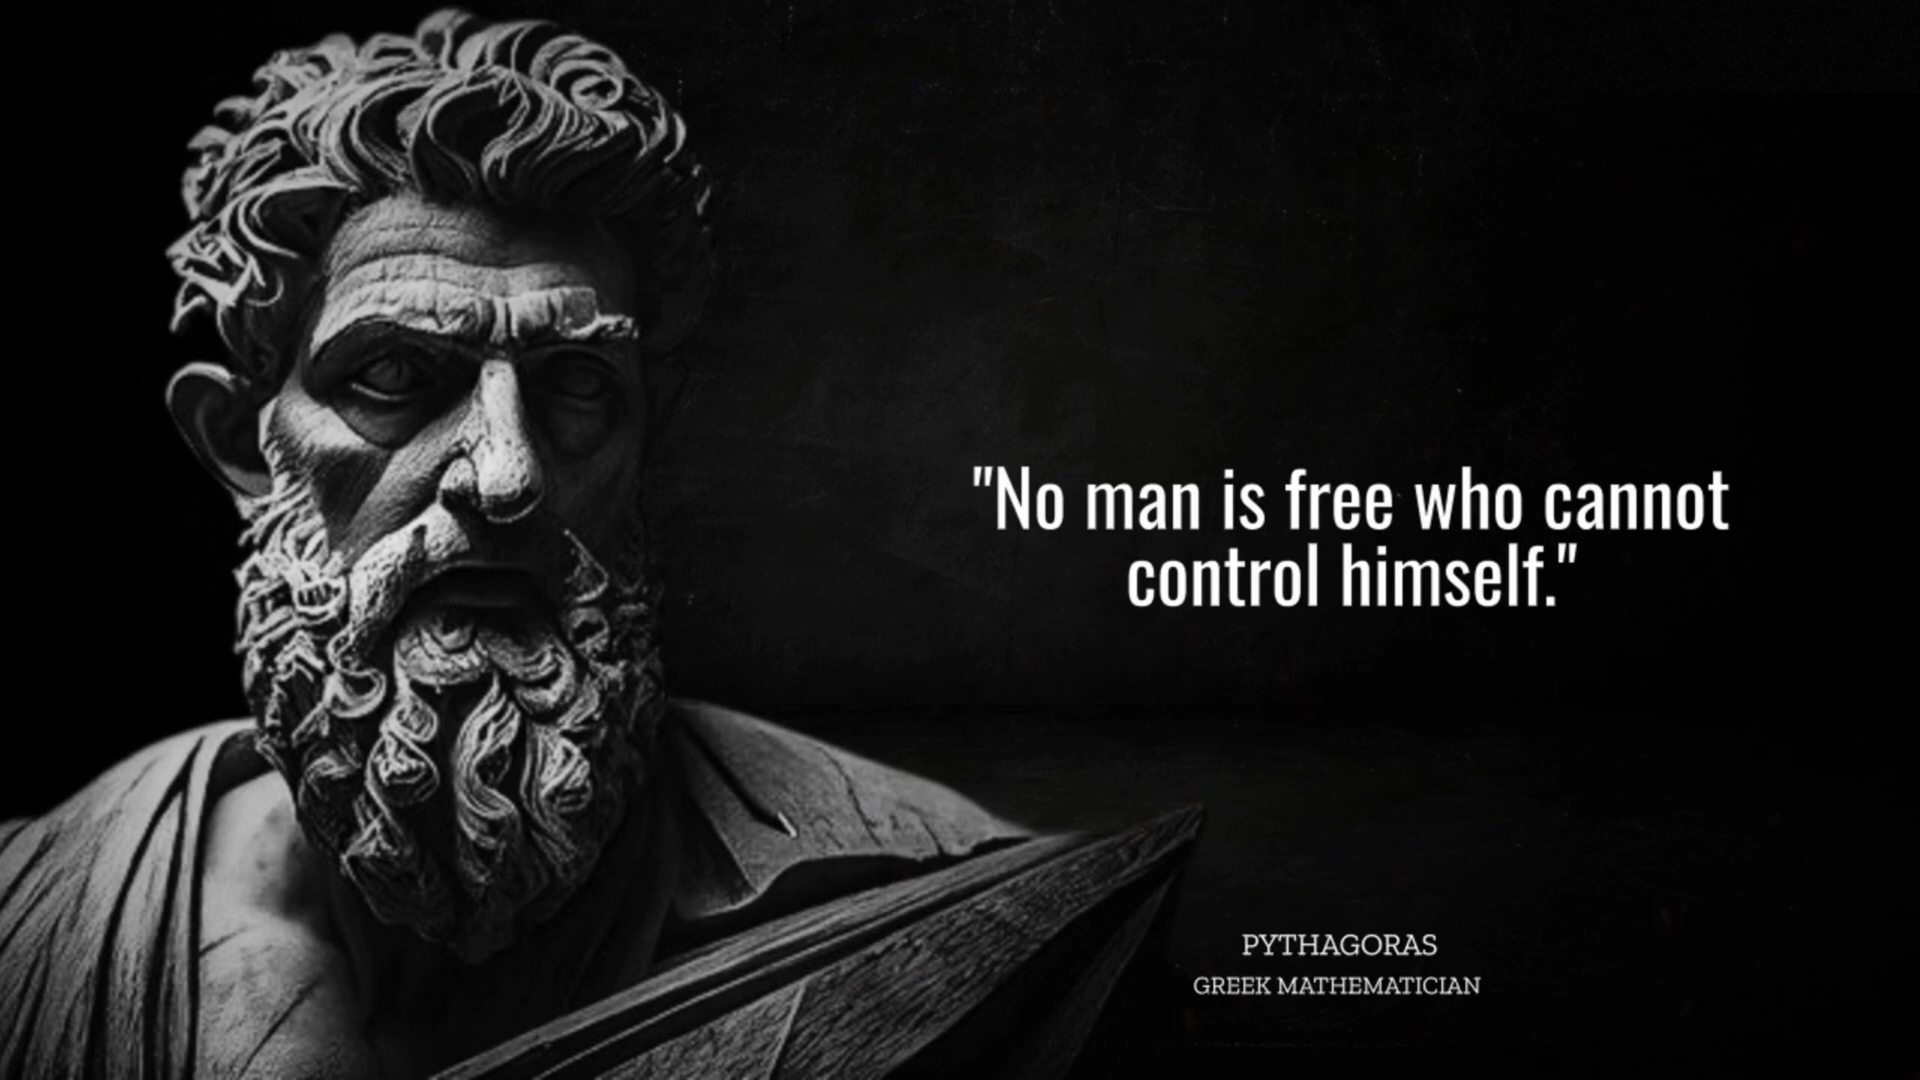 "No man is free who cannot
control himself."
PYTHAGORAS
GREEK MATHEMATICIAN